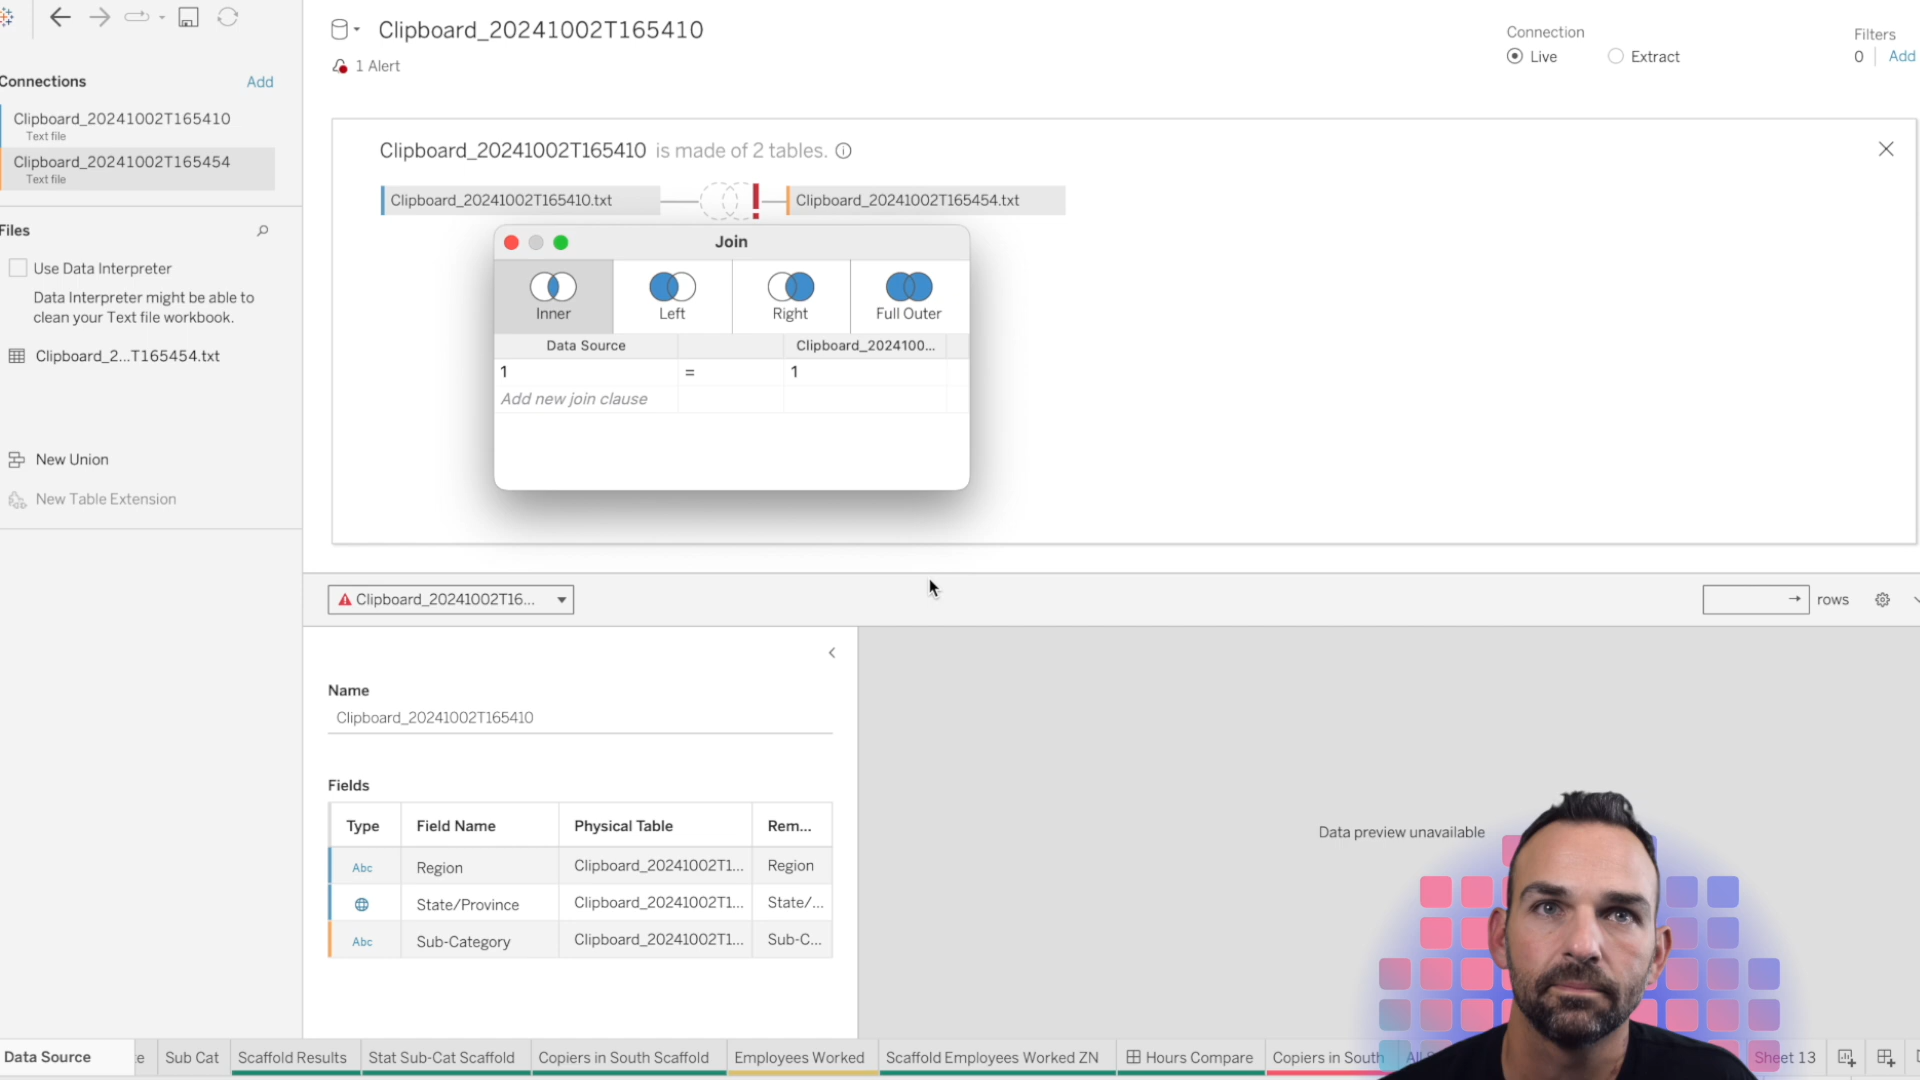 Clipboard_20241002T165410
1 Alert
Connection
Live
Extract
Filters
0
Add
Connections
Add
Clipboard_20241002T165410
Text file
Clipboard_20241002T165454
Text file
Files
Use Data Interpreter
Data Interpreter might be able to
clean your Text file workbook.
Clipboard_2...T165454.txt
New Union
New Table Extension
Clipboard_20241002T165410 is made of 2 tables.
Clipboard_20241002T165410.txt
Clipboard_20241002T165454.txt
Join
Inner
Left
Right
Full Outer
Data Source
Clipboard_2024100...
1 = 1
Add new join clause
Clipboard_20241002T16...
rows
Name
Clipboard_20241002T165410
Fields
Type Field Name Physical Table Rem...
Abc Region Clipboard_20241002T1... Region
State/Province Clipboard_20241002T1... State/...
Abc Sub-Category Clipboard_20241002T1... Sub-C...
Data preview unavailable
Data Source
Sub Cat
Scaffold Results
Stat Sub-Cat Scaffold
Copiers in South Scaffold
Employees Worked
Scaffold Employees Worked ZN
Hours Compare
Copiers in South
Sheet 13